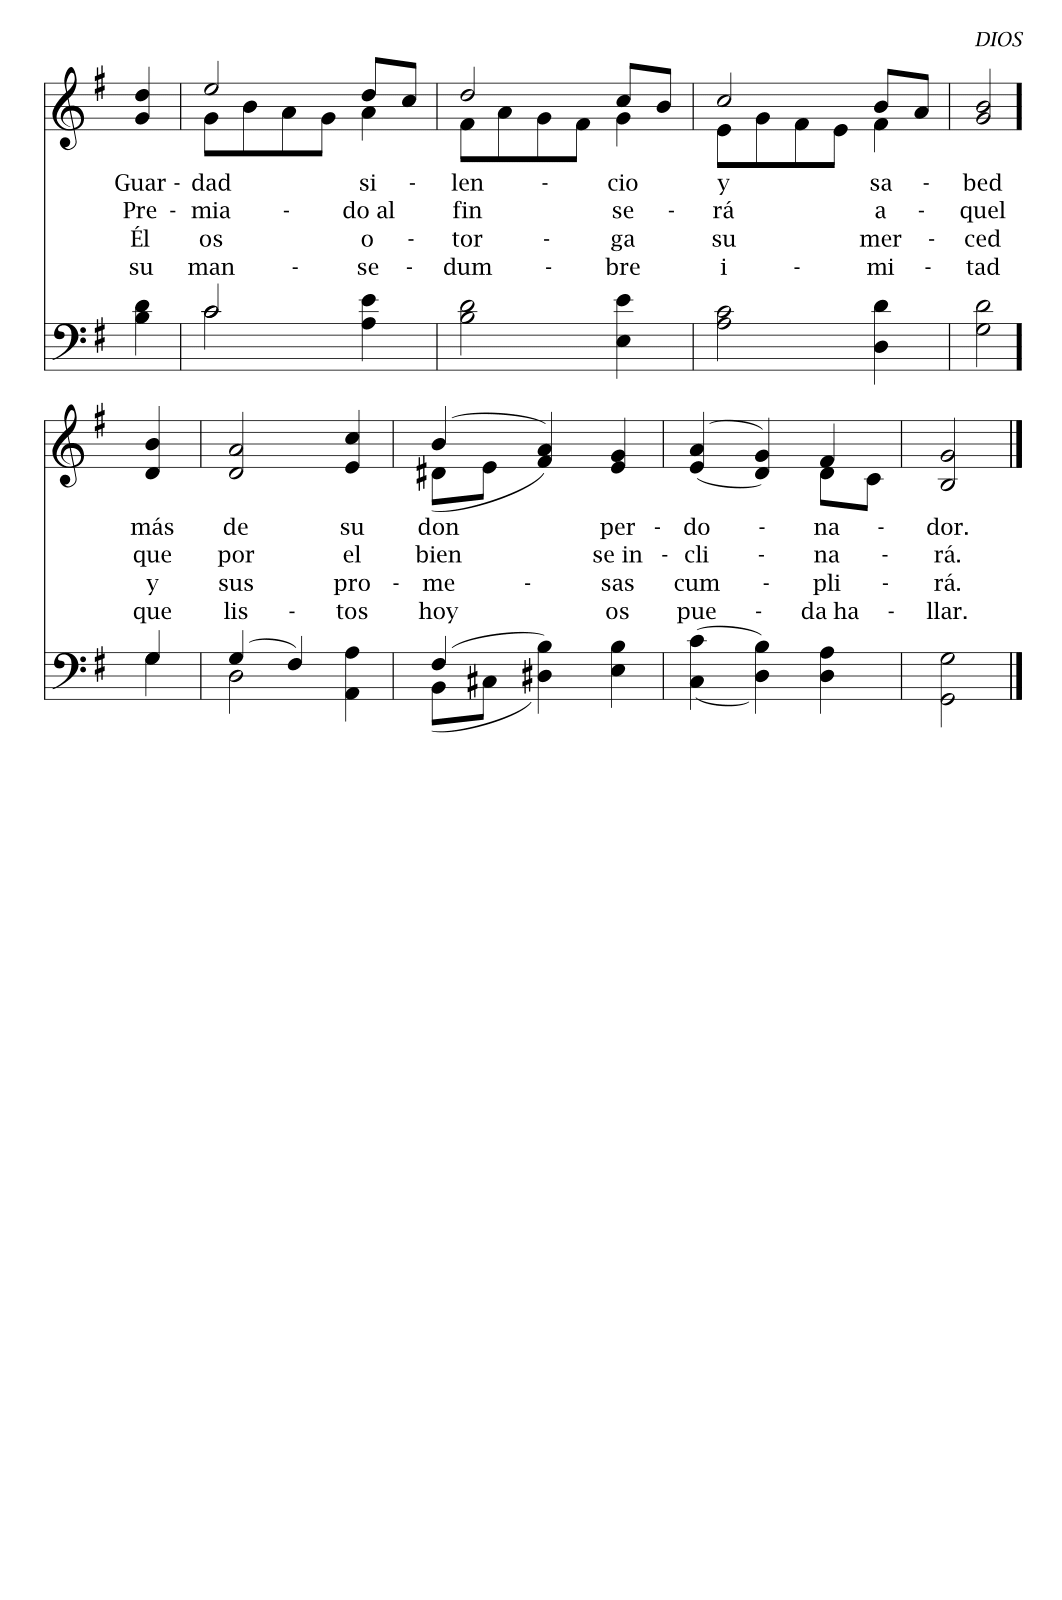 DIOS
Guar - dad si - len - cio y sa - bed
Pre - mia - do al fin se - rá a - quel
Él os o - tor - ga su mer - ced
su man - se - dum - bre i - mi - tad
más de su don per - do - na - dor.
que por el bien se in - cli - na - rá.
y sus pro - me - sas cum - pli - rá.
que lis - tos hoy os pue - da ha - llar.